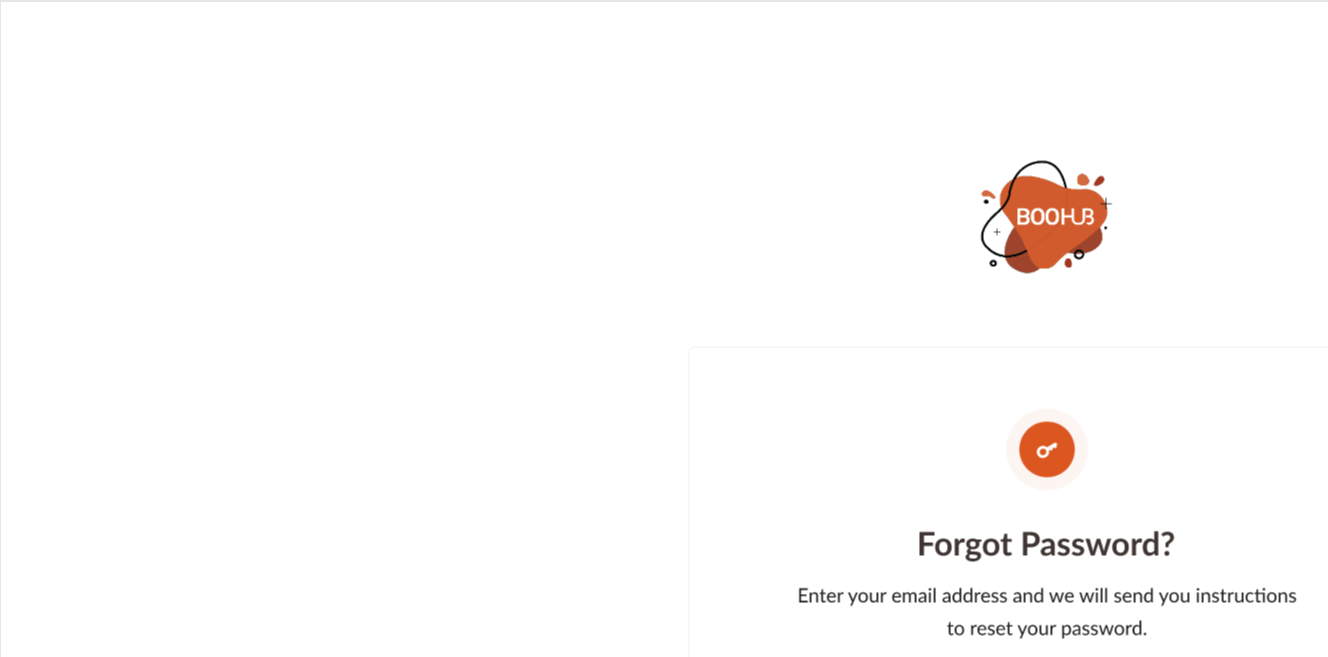 BOOHUB
Forgot Password?
Enter your email address and we will send you instructions
to reset your password.